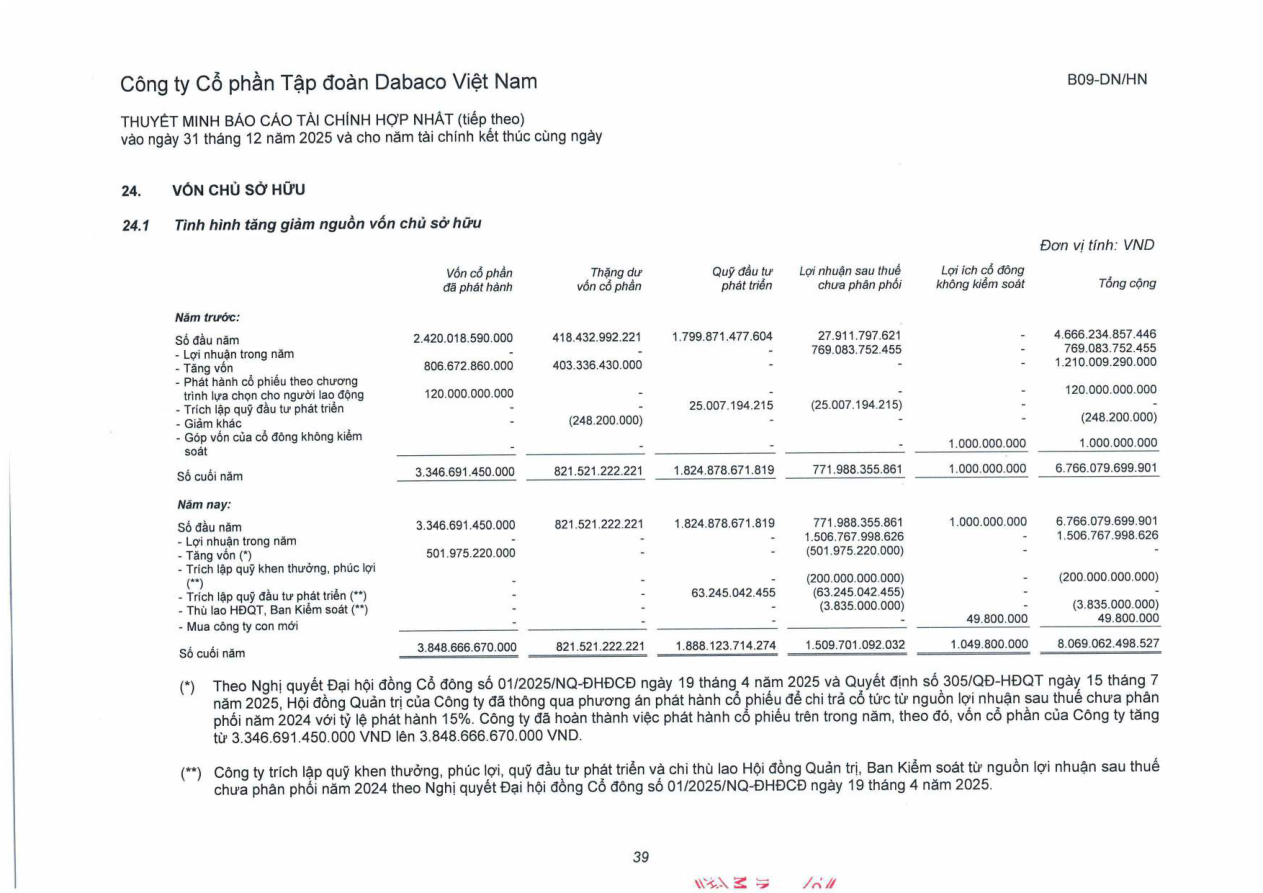 Công ty Cổ phần Tập đoàn Dabaco Việt Nam
B09-DN/HN
THUYẾT MINH BÁO CÁO TÀI CHÍNH HỢP NHẤT (tiếp theo)
vào ngày 31 tháng 12 năm 2025 và cho năm tài chính kết thúc cùng ngày
24. VỐN CHỦ SỞ HỮU
24.1 Tình hình tăng giảm nguồn vốn chủ sở hữu
Đơn vị tính: VND
Vốn cổ phần đã phát hành Thặng dư vốn cổ phần Quỹ đầu tư phát triển Lợi nhuận sau thuế chưa phân phối Lợi ích cổ đông không kiểm soát Tổng cộng
Năm trước:
Số đầu năm 2.420.018.590.000 418.432.992.221 1.799.871.477.604 27.911.797.621 - 4.666.234.857.446
- Lợi nhuận trong năm - - - 769.083.752.455 - 769.083.752.455
- Tăng vốn 806.672.860.000 403.336.430.000 - - - 1.210.009.290.000
- Phát hành cổ phiếu theo chương
trình lựa chọn cho người lao động 120.000.000.000 - - - - 120.000.000.000
- Trích lập quỹ đầu tư phát triển - - 25.007.194.215 (25.007.194.215) - -
- Giảm khác - (248.200.000) - - - (248.200.000)
- Góp vốn của cổ đông không kiểm
soát - - - - 1.000.000.000 1.000.000.000
Số cuối năm 3.346.691.450.000 821.521.222.221 1.824.878.671.819 771.988.355.861 1.000.000.000 6.766.079.699.901
Năm nay:
Số đầu năm 3.346.691.450.000 821.521.222.221 1.824.878.671.819 771.988.355.861 1.000.000.000 6.766.079.699.901
- Lợi nhuận trong năm - - - 1.506.767.998.626 - 1.506.767.998.626
- Tăng vốn (*) 501.975.220.000 - - (501.975.220.000) - -
- Trích lập quỹ khen thưởng, phúc lợi
(**) - - - (200.000.000.000) - (200.000.000.000)
- Trích lập quỹ đầu tư phát triển (**) - - 63.245.042.455 (63.245.042.455) - -
- Thù lao HĐQT, Ban Kiểm soát (**) - - - (3.835.000.000) - (3.835.000.000)
- Mua công ty con mới - - - - 49.800.000 49.800.000
Số cuối năm 3.848.666.670.000 821.521.222.221 1.888.123.714.274 1.509.701.092.032 1.049.800.000 8.069.062.498.527
(*) Theo Nghị quyết Đại hội đồng Cổ đông số 01/2025/NQ-ĐHĐCĐ ngày 19 tháng 4 năm 2025 và Quyết định số 305/QĐ-HĐQT ngày 15 tháng 7
năm 2025, Hội đồng Quản trị của Công ty đã thông qua phương án phát hành cổ phiếu để chi trả cổ tức từ nguồn lợi nhuận sau thuế chưa phân
phối năm 2024 với tỷ lệ phát hành 15%. Công ty đã hoàn thành việc phát hành cổ phiếu trên trong năm, theo đó, vốn cổ phần của Công ty tăng
từ 3.346.691.450.000 VND lên 3.848.666.670.000 VND.
(**) Công ty trích lập quỹ khen thưởng, phúc lợi, quỹ đầu tư phát triển và chi thù lao Hội đồng Quản trị, Ban Kiểm soát từ nguồn lợi nhuận sau thuế
chưa phân phối năm 2024 theo Nghị quyết Đại hội đồng Cổ đông số 01/2025/NQ-ĐHĐCĐ ngày 19 tháng 4 năm 2025.
39